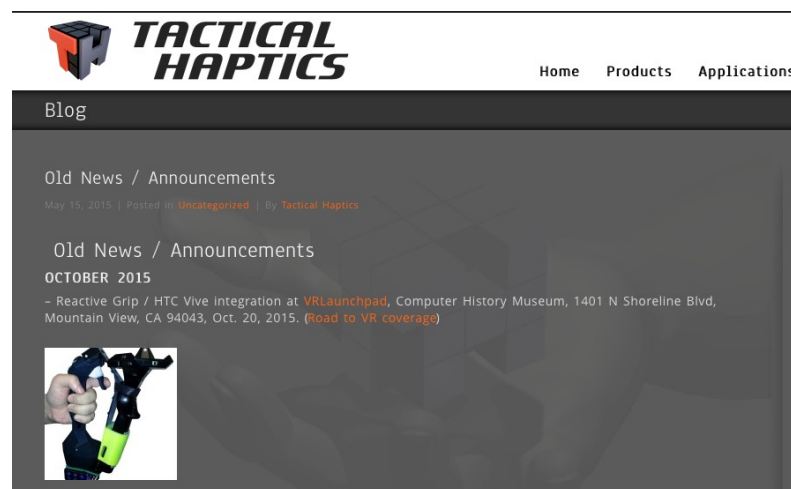 TACTICAL
HAPTICS
Home Products Applications
Blog
Old News / Announcements
May 15, 2015 | Posted in Uncategorized | By Tactical Haptics
Old News / Announcements
OCTOBER 2015
– Reactive Grip / HTC Vive integration at VRLaunchpad, Computer History Museum, 1401 N Shoreline Blvd,
Mountain View, CA 94043, Oct. 20, 2015. (Road to VR coverage)